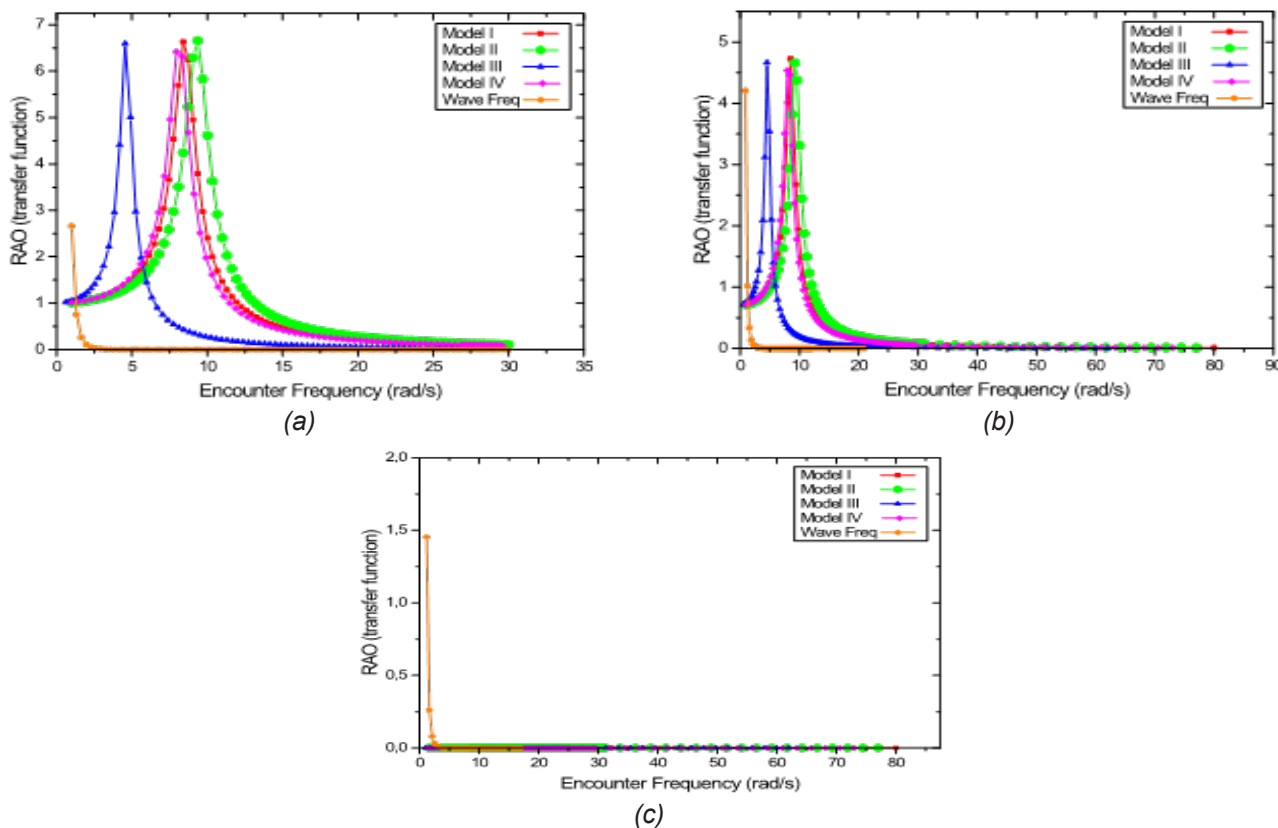 RAO (transfer function)
7
6
5
4
3
2
1
0
0
5
10
15
20
25
30
35
Encounter Frequency (rad/s)
Model I
Model II
Model III
Model IV
Wave Freq
(a)
RAO (transfer function)
5
4
3
2
1
0
0
10
20
30
40
50
60
70
80
90
Encounter Frequency (rad/s)
Model I
Model II
Model III
Model IV
Wave Freq
(b)
RAO (transfer function)
2,0
1,5
1,0
0,5
0,0
0
10
20
30
40
50
60
70
80
Encounter Frequency (rad/s)
Model I
Model II
Model III
Model IV
Wave Freq
(c)